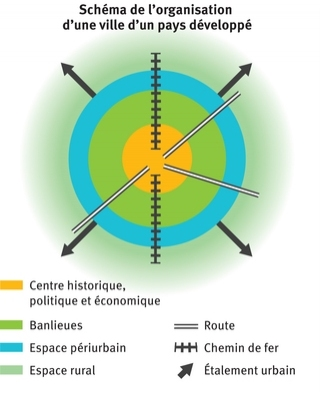 Schéma de l'organisation
d'une ville d'un pays développé
Centre historique,
politique et économique
Banlieues
Espace périurbain
Espace rural
Route
Chemin de fer
Étalement urbain